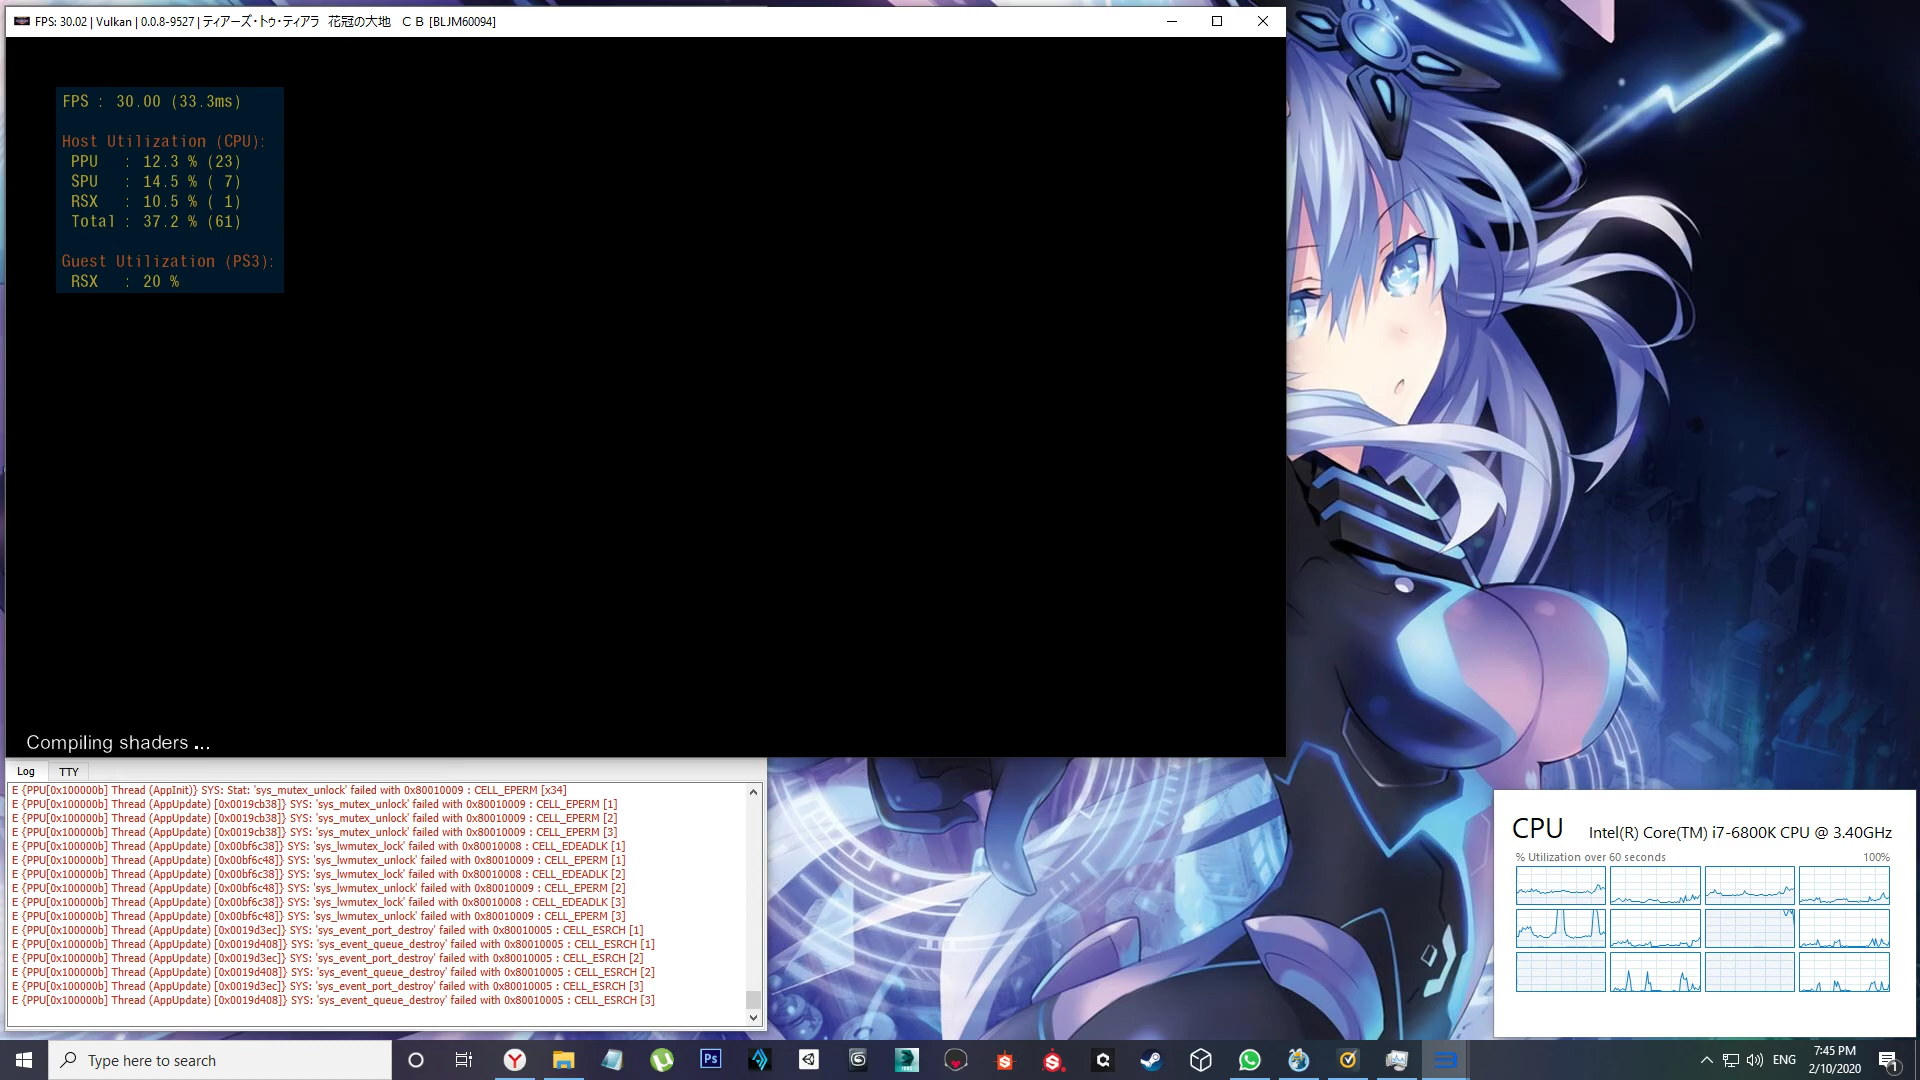 FPS: 30.02 | Vulkan | 0.0.8-9527 | ティアーズ・トゥ・ティアラ 花冠の大地 ＣＢ [BLJM60094]
FPS : 30.00 (33.3ms)
Host Utilization (CPU):
PPU : 12.3 % (23)
SPU : 14.5 % ( 7)
RSX : 10.5 % ( 1)
Total : 37.2 % (61)
Guest Utilization (PS3):
RSX : 20 %
Compiling shaders ...
Log TTY
E {PPU[0x100000b] Thread (AppInit)} SYS: Stat: 'sys_mutex_unlock' failed with 0x80010009 : CELL_EPERM [x34]
E {PPU[0x100000b] Thread (AppUpdate) [0x0019cb38]} SYS: 'sys_mutex_unlock' failed with 0x80010009 : CELL_EPERM [1]
E {PPU[0x100000b] Thread (AppUpdate) [0x0019cb38]} SYS: 'sys_mutex_unlock' failed with 0x80010009 : CELL_EPERM [2]
E {PPU[0x100000b] Thread (AppUpdate) [0x0019cb38]} SYS: 'sys_mutex_unlock' failed with 0x80010009 : CELL_EPERM [3]
E {PPU[0x100000b] Thread (AppUpdate) [0x00bf6c38]} SYS: 'sys_lwmutex_lock' failed with 0x80010008 : CELL_EDEADLK [1]
E {PPU[0x100000b] Thread (AppUpdate) [0x00bf6c48]} SYS: 'sys_lwmutex_unlock' failed with 0x80010009 : CELL_EPERM [1]
E {PPU[0x100000b] Thread (AppUpdate) [0x00bf6c38]} SYS: 'sys_lwmutex_lock' failed with 0x80010008 : CELL_EDEADLK [2]
E {PPU[0x100000b] Thread (AppUpdate) [0x00bf6c48]} SYS: 'sys_lwmutex_unlock' failed with 0x80010009 : CELL_EPERM [2]
E {PPU[0x100000b] Thread (AppUpdate) [0x00bf6c38]} SYS: 'sys_lwmutex_lock' failed with 0x80010008 : CELL_EDEADLK [3]
E {PPU[0x100000b] Thread (AppUpdate) [0x00bf6c48]} SYS: 'sys_lwmutex_unlock' failed with 0x80010009 : CELL_EPERM [3]
E {PPU[0x100000b] Thread (AppUpdate) [0x0019d3ec]} SYS: 'sys_event_port_destroy' failed with 0x80010005 : CELL_ESRCH [1]
E {PPU[0x100000b] Thread (AppUpdate) [0x0019d408]} SYS: 'sys_event_queue_destroy' failed with 0x80010005 : CELL_ESRCH [1]
E {PPU[0x100000b] Thread (AppUpdate) [0x0019d3ec]} SYS: 'sys_event_port_destroy' failed with 0x80010005 : CELL_ESRCH [2]
E {PPU[0x100000b] Thread (AppUpdate) [0x0019d408]} SYS: 'sys_event_queue_destroy' failed with 0x80010005 : CELL_ESRCH [2]
E {PPU[0x100000b] Thread (AppUpdate) [0x0019d3ec]} SYS: 'sys_event_port_destroy' failed with 0x80010005 : CELL_ESRCH [3]
E {PPU[0x100000b] Thread (AppUpdate) [0x0019d408]} SYS: 'sys_event_queue_destroy' failed with 0x80010005 : CELL_ESRCH [3]
CPU Intel(R) Core(TM) i7-6800K CPU @ 3.40GHz
% Utilization over 60 seconds 100%
Type here to search
Ps
ENG
7:45 PM
2/10/2020
1